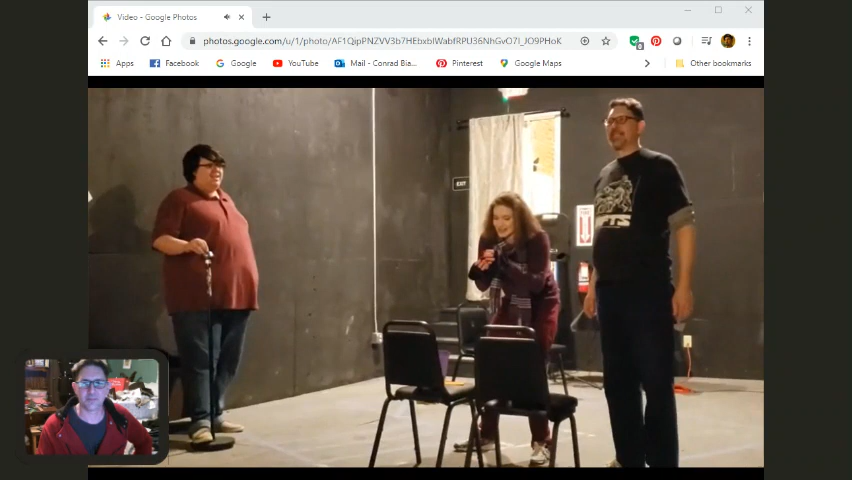 Video - Google Photos
photos.google.com/u/1/photo/AF1QipPNZVV3b7HEbxbIWabfRPU36NhGvO7I_JO9PHoK
Apps
Facebook
Google
YouTube
Mail - Conrad Bia...
Pinterest
Google Maps
Other bookmarks
EXIT